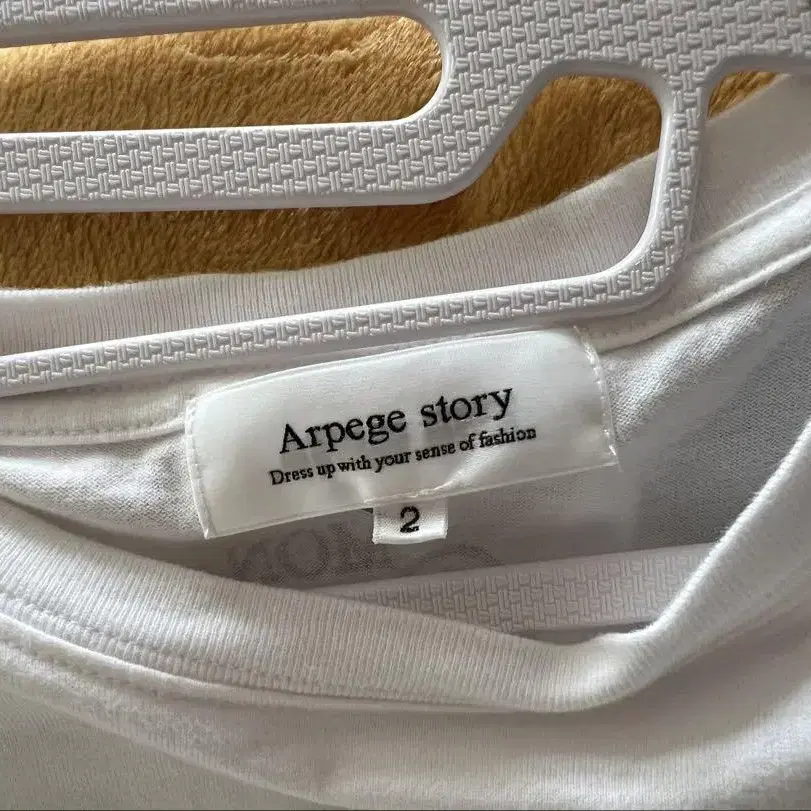 Arpege story
Dress up with your sense of fashion
2